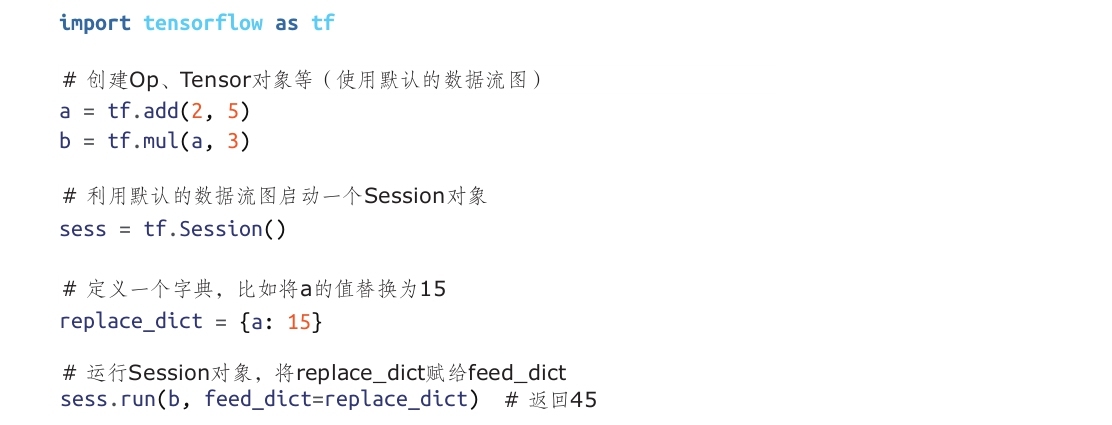 import tensorflow as tf
# 创建Op、Tensor对象等（使用默认的数据流图）
a = tf.add(2, 5)
b = tf.mul(a, 3)
# 利用默认的数据流图启动一个Session对象
sess = tf.Session()
# 定义一个字典，比如将a的值替换为15
replace_dict = {a: 15}
# 运行Session对象，将replace_dict赋给feed_dict
sess.run(b, feed_dict=replace_dict)  # 返回45